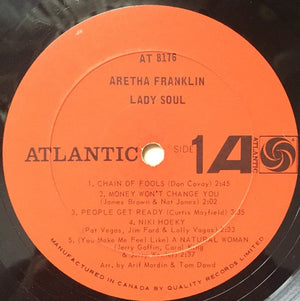 AT 8176
ARETHA FRANKLIN
LADY SOUL
ATLANTIC
SIDE 1
A
ATLANTIC
1. CHAIN OF FOOLS (Don Covay) 2:45
2. MONEY WON'T CHANGE YOU
(James Brown & Nat Jones) 2:02
3. PEOPLE GET READY (Curtis Mayfield) 3:35
4. NIKI HOEKY
(Pat Vegas, Jim Ford & Lolly Vegas) 2:33
5. (You Make Me Feel Like) A NATURAL WOMAN
(Jerry Goffin, Carol King
& Jerry Wexler) 2:37
Arr. by Arif Mardin & Tom Dowd
MANUFACTURED IN CANADA BY QUALITY RECORDS LIMITED